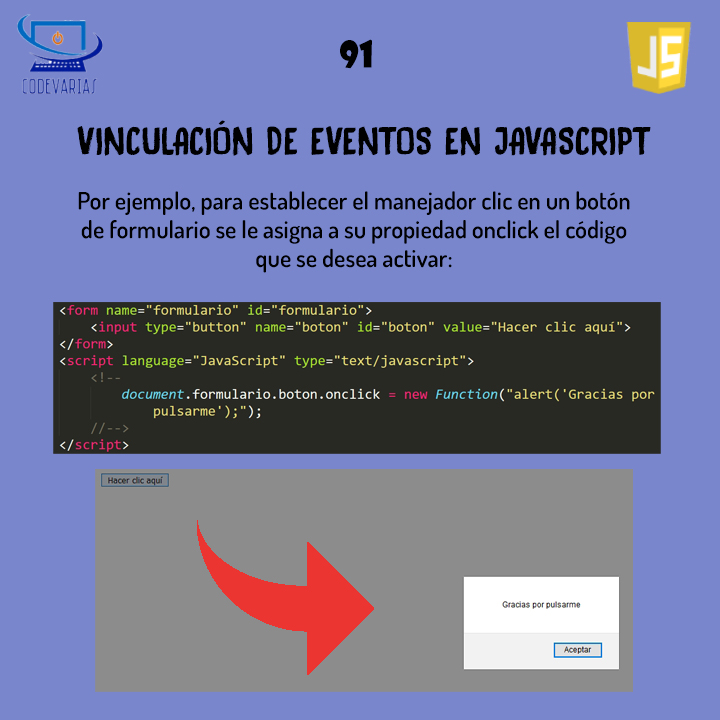 CODEVARIAS
91
JS
VINCULACIÓN DE EVENTOS EN JAVASCRIPT
Por ejemplo, para establecer el manejador clic en un botón
de formulario se le asigna a su propiedad onclick el código
que se desea activar:
<form name="formulario" id="formulario">
    <input type="button" name="boton" id="boton" value="Hacer clic aquí">
</form>
<script language="JavaScript" type="text/javascript">
    <!--
        document.formulario.boton.onclick = new Function("alert('Gracias por
            pulsarme');");
    //-->
</script>
Hacer clic aquí
Gracias por pulsarme
Aceptar